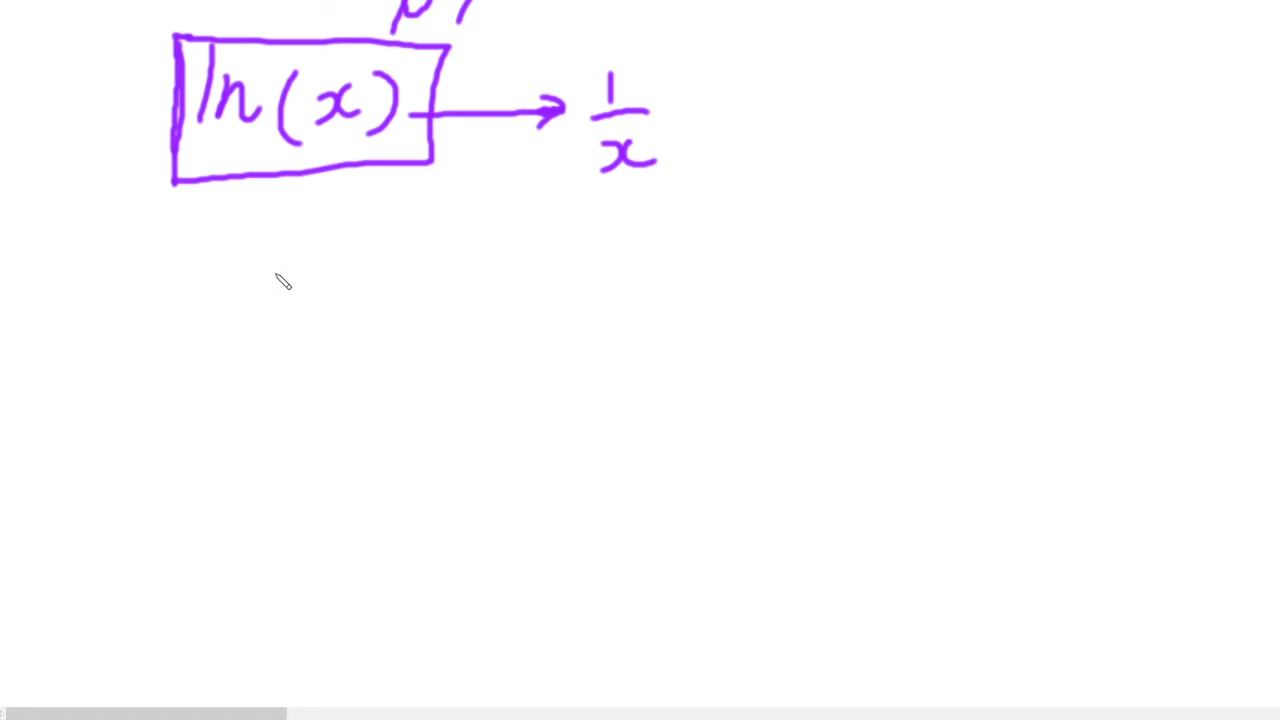 ln(x) → 1/x